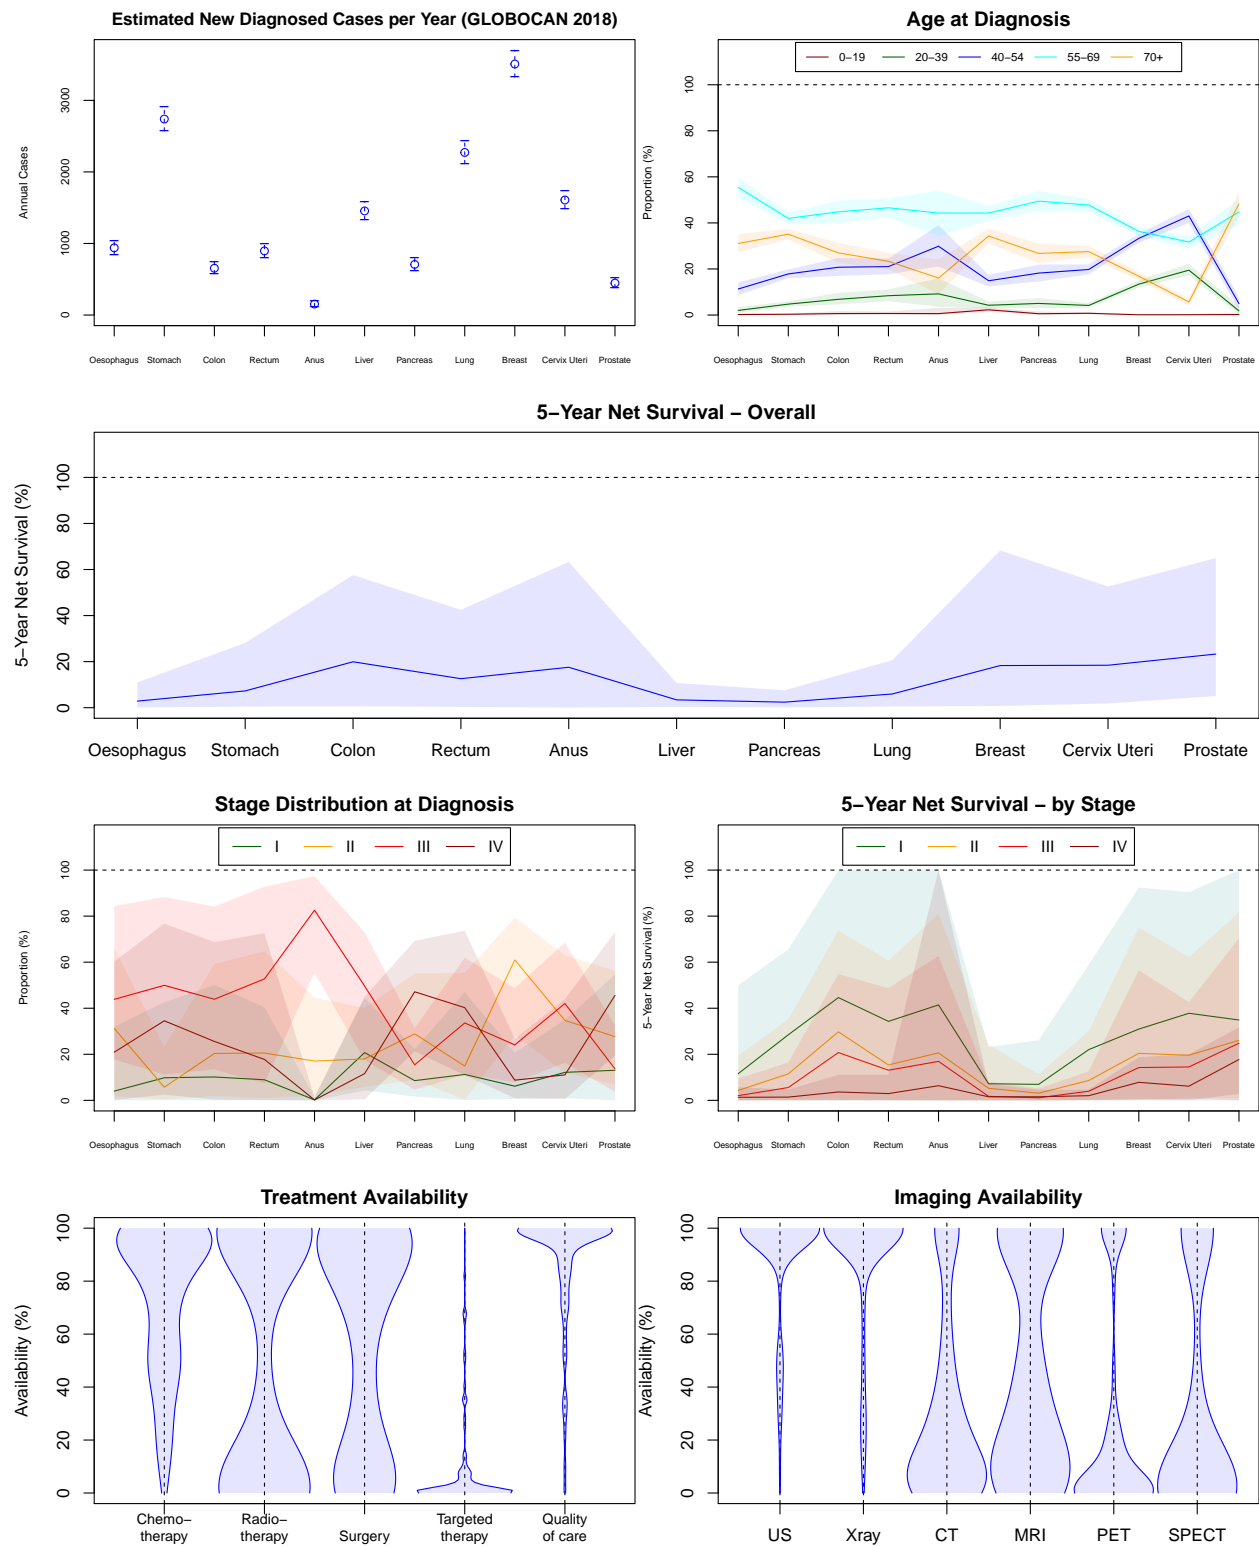 Estimated New Diagnosed Cases per Year (GLOBOCAN 2018)
Annual Cases
3000
2000
1000
0
Oesophagus Stomach Colon Rectum Anus Liver Pancreas Lung Breast Cervix Uteri Prostate
Age at Diagnosis
0–19 20–39 40–54 55–69 70+
Proportion (%)
100
80
60
40
20
0
Oesophagus Stomach Colon Rectum Anus Liver Pancreas Lung Breast Cervix Uteri Prostate
5–Year Net Survival – Overall
5–Year Net Survival (%)
100
80
60
40
20
0
Oesophagus Stomach Colon Rectum Anus Liver Pancreas Lung Breast Cervix Uteri Prostate
Stage Distribution at Diagnosis
I II III IV
Proportion (%)
100
80
60
40
20
0
Oesophagus Stomach Colon Rectum Anus Liver Pancreas Lung Breast Cervix Uteri Prostate
5–Year Net Survival – by Stage
I II III IV
5–Year Net Survival (%)
100
80
60
40
20
0
Oesophagus Stomach Colon Rectum Anus Liver Pancreas Lung Breast Cervix Uteri Prostate
Treatment Availability
Availability (%)
100
80
60
40
20
0
Chemo– Radio– Targeted Quality
therapy therapy Surgery therapy of care
Imaging Availability
Availability (%)
100
80
60
40
20
0
US Xray CT MRI PET SPECT